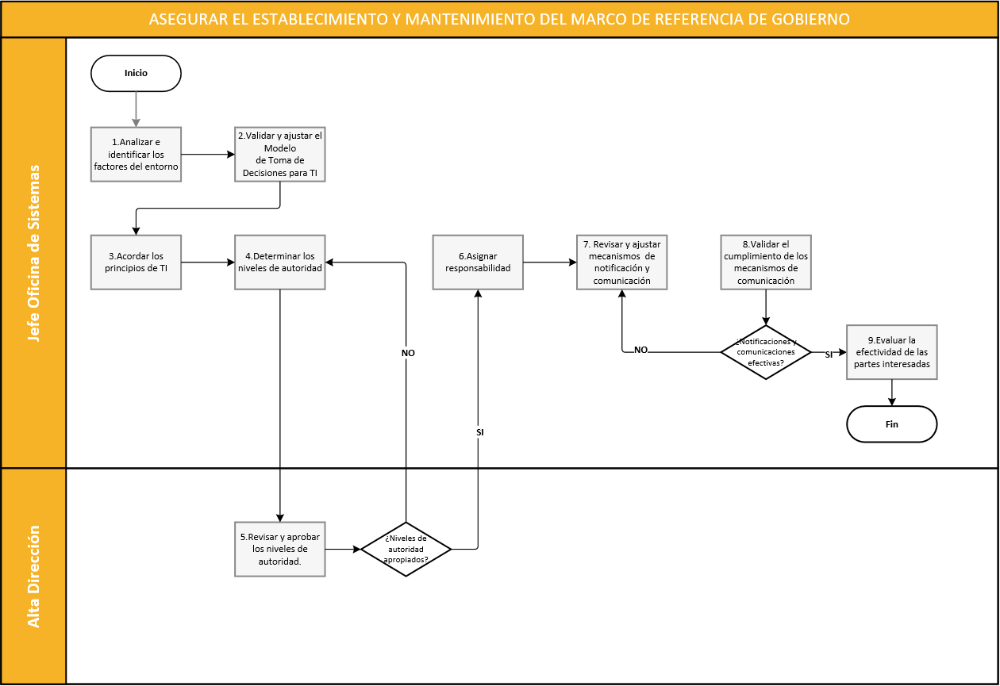 ASEGURAR EL ESTABLECIMIENTO Y MANTENIMIENTO DEL MARCO DE REFERENCIA DE GOBIERNO
Jefe Oficina de Sistemas
Inicio
1.Analizar e
identificar los
factores del entorno
2.Validar y ajustar el
Modelo
de Toma de
Decisiones para TI
3.Acordar los
principios de TI
4.Determinar los
niveles de autoridad
6.Asignar
responsabilidad
7. Revisar y ajustar
mecanismos de
notificación y
comunicación
8.Validar el
cumplimiento de los
mecanismos de
comunicación
NO
NO
¿Notificaciones y
comunicaciones
efectivas?
SI
9.Evaluar la
efectividad de las
partes interesadas
SI
Fin
Alta Dirección
5.Revisar y aprobar
los niveles de
autoridad.
¿Niveles de
autoridad
apropiados?